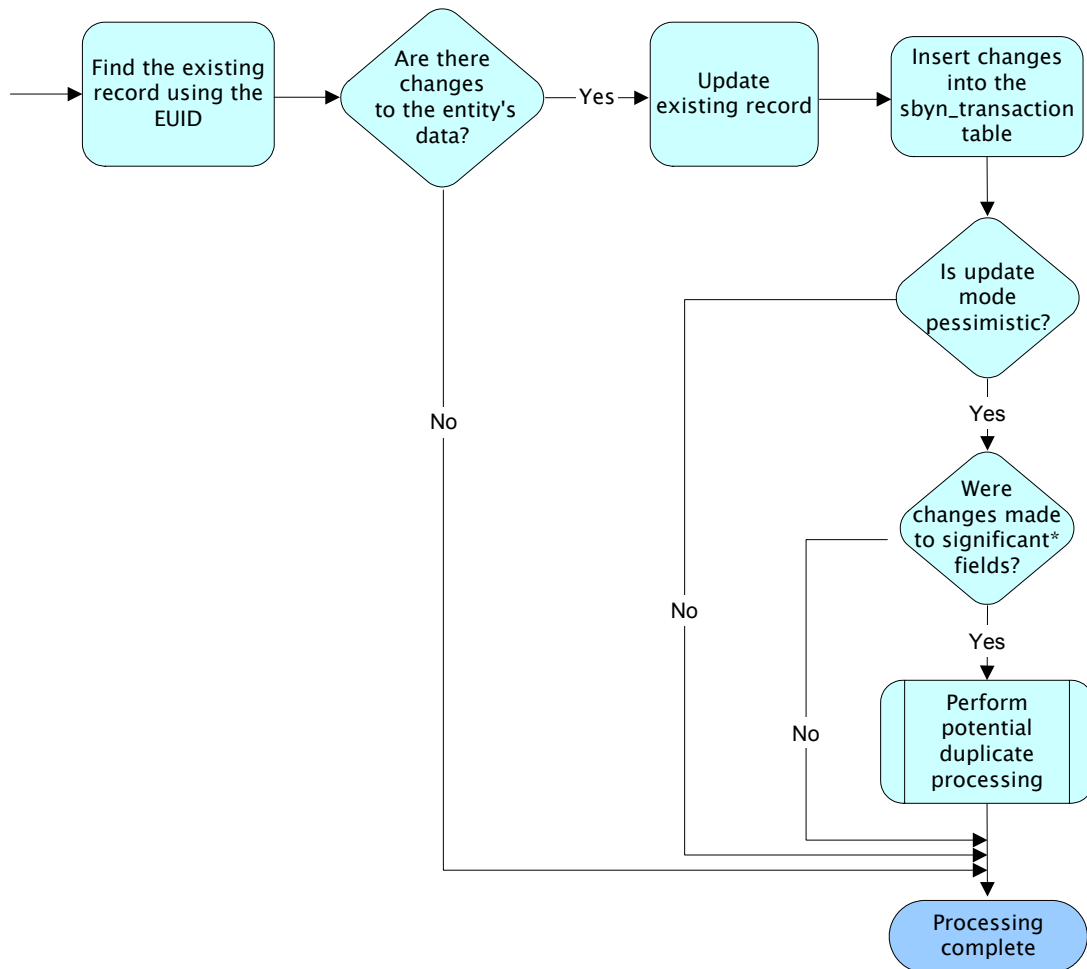 Find the existing
record using the
EUID
Are there
changes
to the entity's
data?
Yes
Update
existing record
Insert changes
into the
sbyn_transaction
table
Is update
mode
pessimistic?
Yes
No
Were
changes made
to significant*
fields?
No
Yes
Perform
potential
duplicate
processing
No
Processing
complete